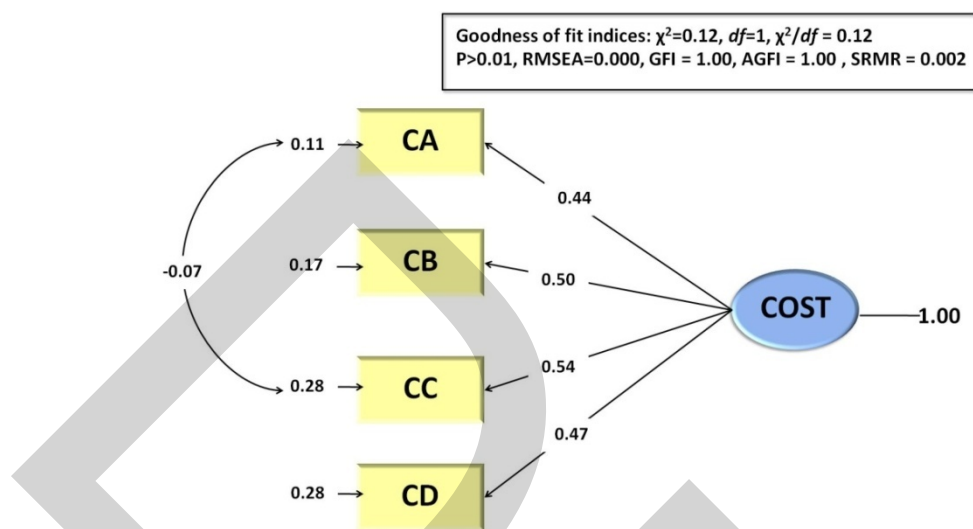 Goodness of fit indices: χ²=0.12, df=1, χ²/df = 0.12
P>0.01, RMSEA=0.000, GFI = 1.00, AGFI = 1.00 , SRMR = 0.002
0.11
CA
0.44
-0.07
0.17
CB
0.50
COST
1.00
0.54
0.28
CC
0.47
0.28
CD